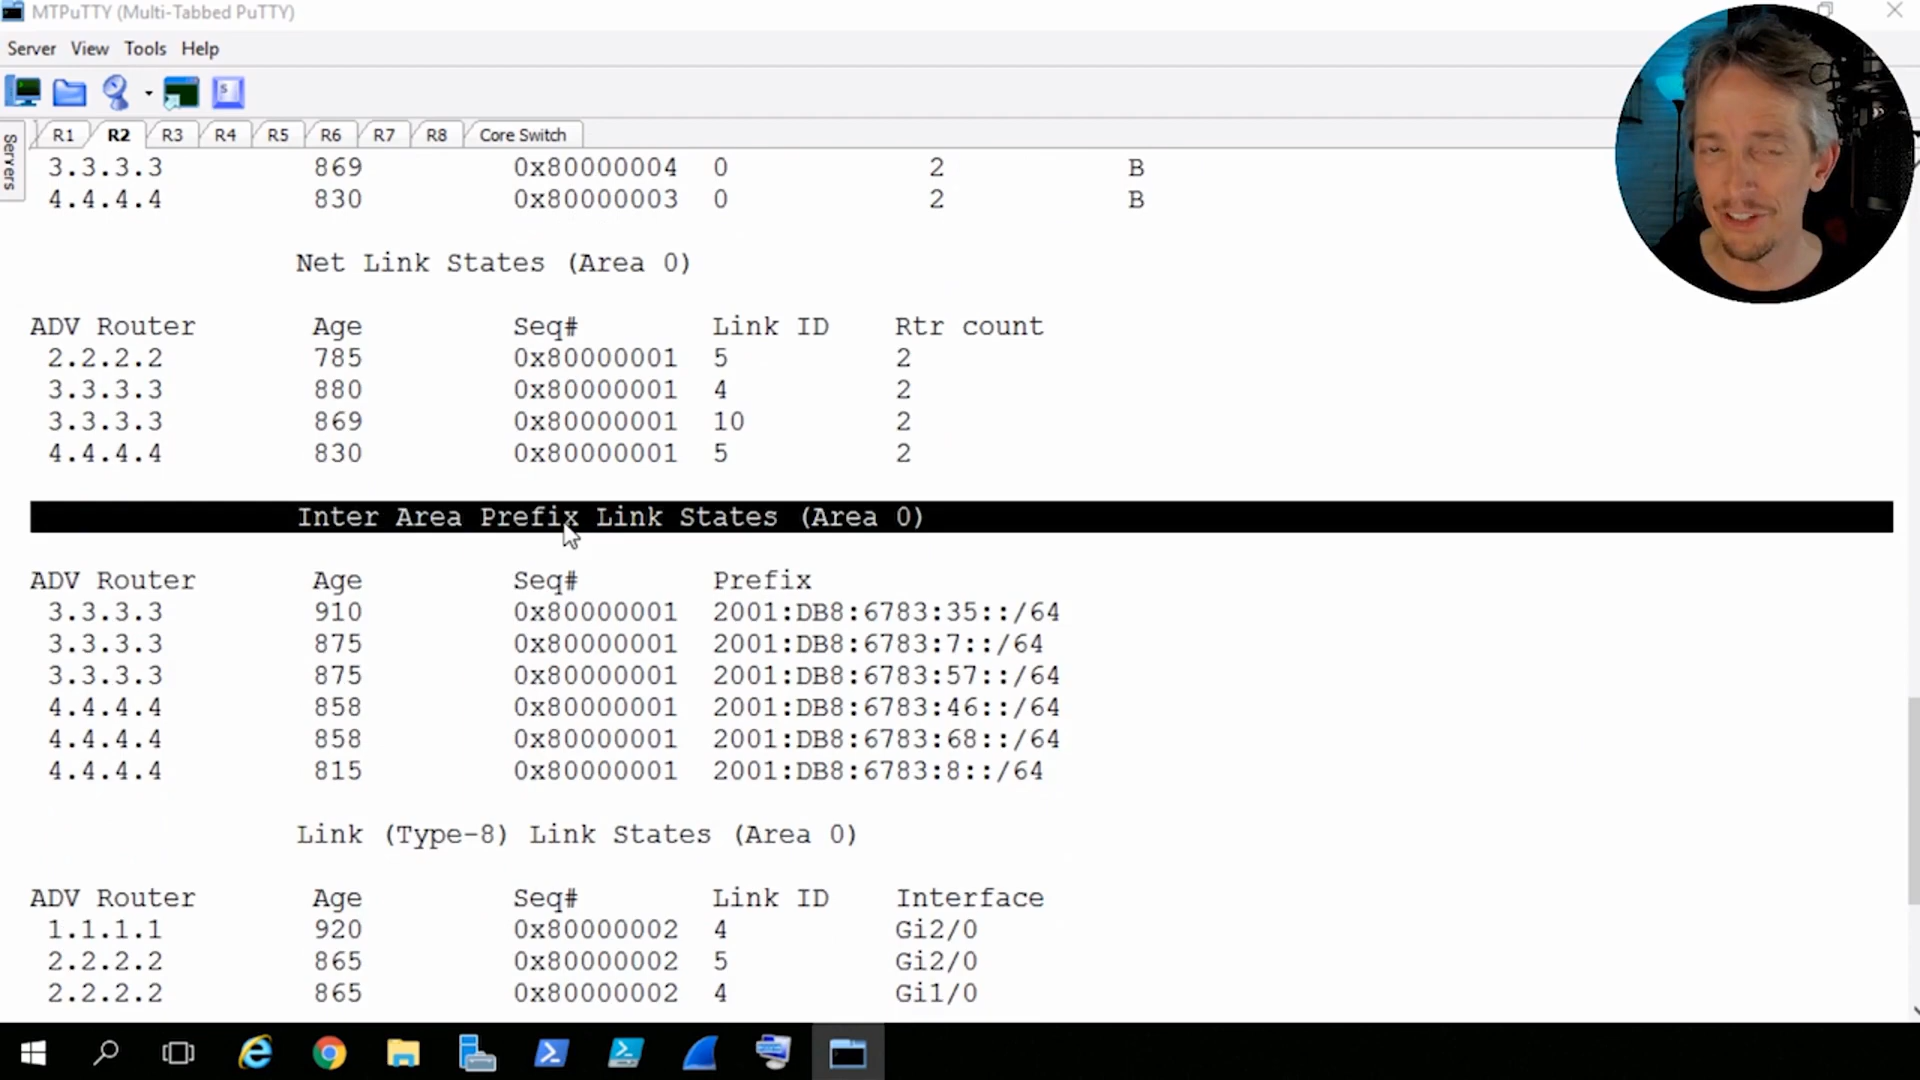 MTPuTTY (Multi-Tabbed PuTTY)
Server View Tools Help
Servers
R1 R2 R3 R4 R5 R6 R7 R8 Core Switch
3.3.3.3 869 0x80000004 0 2 B
4.4.4.4 830 0x80000003 0 2 B
Net Link States (Area 0)
ADV Router Age Seq# Link ID Rtr count
2.2.2.2 785 0x80000001 5 2
3.3.3.3 880 0x80000001 4 2
3.3.3.3 869 0x80000001 10 2
4.4.4.4 830 0x80000001 5 2
Inter Area Prefix Link States (Area 0)
ADV Router Age Seq# Prefix
3.3.3.3 910 0x80000001 2001:DB8:6783:35::/64
3.3.3.3 875 0x80000001 2001:DB8:6783:7::/64
3.3.3.3 875 0x80000001 2001:DB8:6783:57::/64
4.4.4.4 858 0x80000001 2001:DB8:6783:46::/64
4.4.4.4 858 0x80000001 2001:DB8:6783:68::/64
4.4.4.4 815 0x80000001 2001:DB8:6783:8::/64
Link (Type-8) Link States (Area 0)
ADV Router Age Seq# Link ID Interface
1.1.1.1 920 0x80000002 4 Gi2/0
2.2.2.2 865 0x80000002 5 Gi2/0
2.2.2.2 865 0x80000002 4 Gi1/0